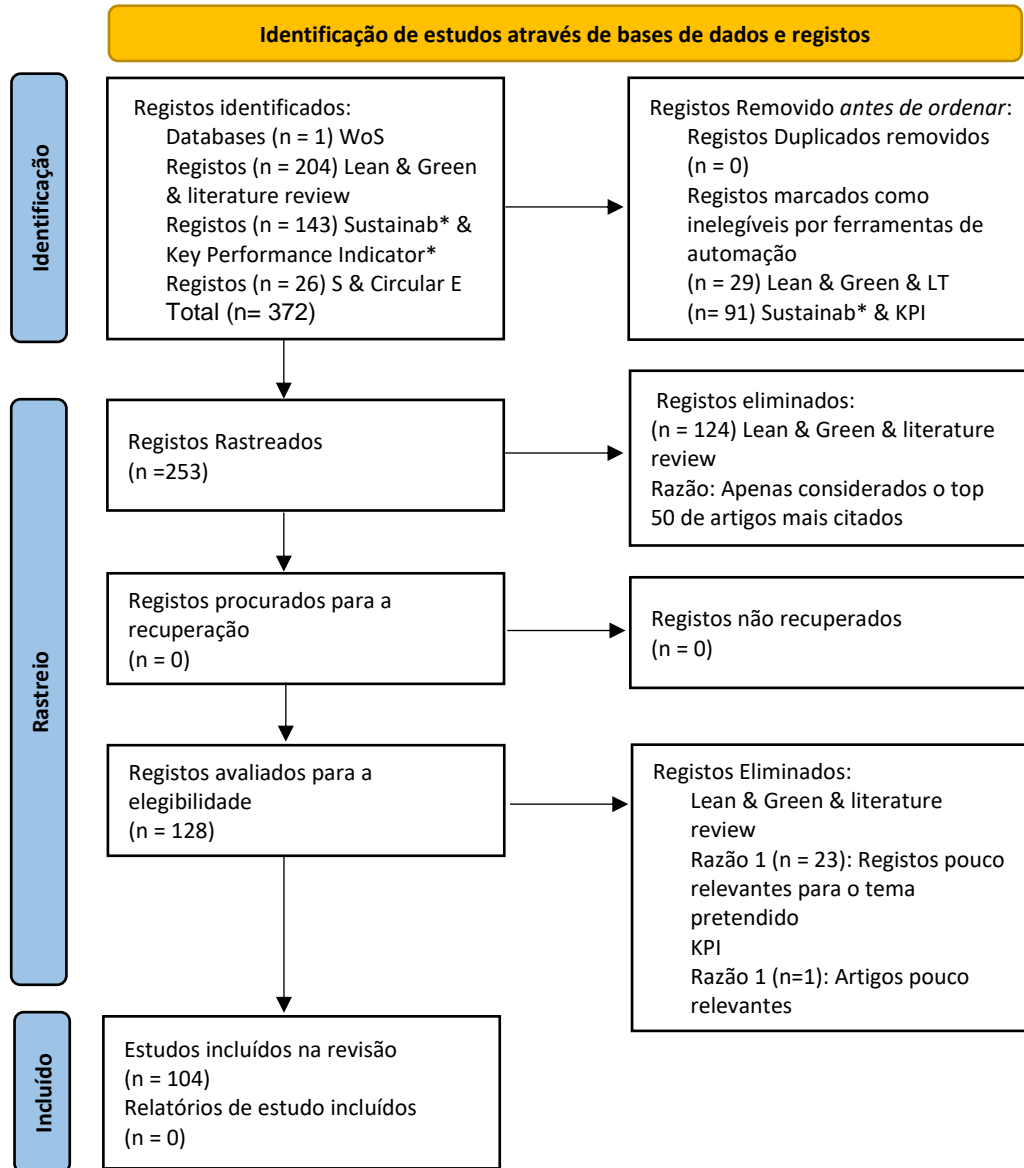 Identificação de estudos através de bases de dados e registos
Identificação
Registos identificados:
Databases (n = 1) WoS
Registos (n = 204) Lean & Green
& literature review
Registos (n = 143) Sustainab* &
Key Performance Indicator*
Registos (n = 26) S & Circular E
Total (n= 372)
Registos Removido antes de ordenar:
Registos Duplicados removidos
(n = 0)
Registos marcados como
inelegíveis por ferramentas de
automação
(n = 29) Lean & Green & LT
(n= 91) Sustainab* & KPI
Rastreio
Registos Rastreados
(n =253)
Registos eliminados:
(n = 124) Lean & Green & literature
review
Razão: Apenas considerados o top
50 de artigos mais citados
Registos procurados para a
recuperação
(n = 0)
Registos não recuperados
(n = 0)
Registos avaliados para a
elegibilidade
(n = 128)
Registos Eliminados:
Lean & Green & literature
review
Razão 1 (n = 23): Registos pouco
relevantes para o tema
pretendido
KPI
Razão 1 (n=1): Artigos pouco
relevantes
Incluído
Estudos incluídos na revisão
(n = 104)
Relatórios de estudo incluídos
(n = 0)